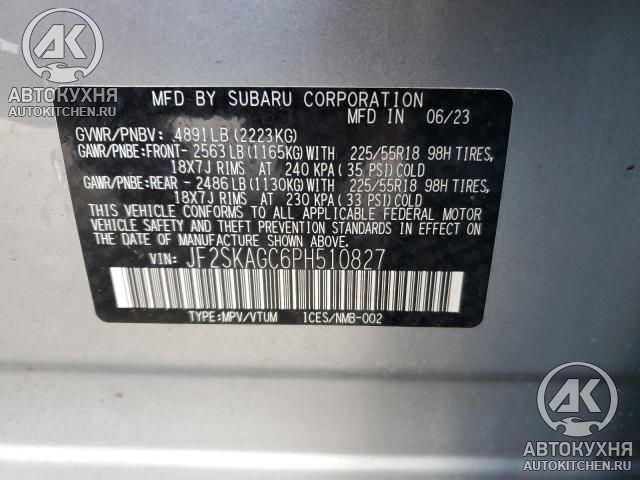 AK
АВТОКУХНЯ
AUTOKUCHNI.RU
MFD BY SUBARU CORPORATION
MFD IN 06/23
GVWR/PNBV: 4891LB(2223KG)
GAWR/PNBE:FRONT-2563LB(1165KG)WITH 225/55R18 98H TIRES,
18X7J RIMS AT 240 KPA( 35 PSI)COLD
GAWR/PNBE:REAR -2486LB(1130KG)WITH 225/55R18 98H TIRES,
18X7J RIMS AT 230 KPA( 33 PSI)COLD
THIS VEHICLE CONFORMS TO ALL APPLICABLE FEDERAL MOTOR
VEHICLE SAFETY AND THEFT PREVENTION STANDARDS IN EFFECT ON
THE DATE OF MANUFACTURE SHOWN ABOVE.
VIN: JF2SKAGC6PH510827
TYPE:MPV/VTUM ICES/NMB-002
AK
АВТОКУХНЯ
AUTOKUCHNI.RU